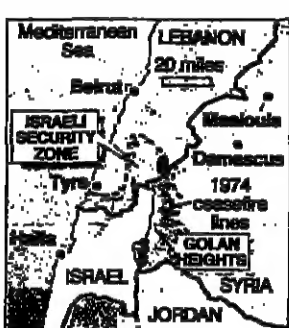 Mediterranean
Sea
LEBANON
20 miles
Beirut
ISRAELI
SECURITY
ZONE
Maaloula
Damascus
Tyre
1974
ceasefire
lines
Haifa
GOLAN
HEIGHTS
ISRAEL
SYRIA
JORDAN